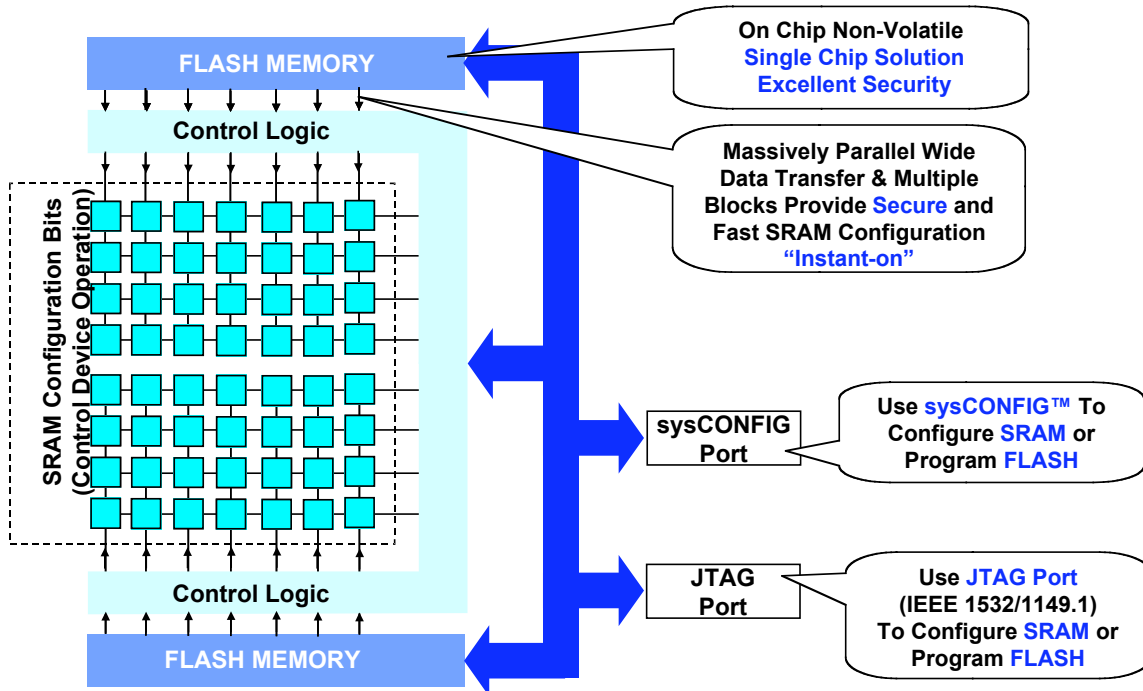 FLASH MEMORY
Control Logic
SRAM Configuration Bits
(Control Device Operation)
Control Logic
FLASH MEMORY
On Chip Non-Volatile
Single Chip Solution
Excellent Security
Massively Parallel Wide
Data Transfer & Multiple
Blocks Provide Secure and
Fast SRAM Configuration
“Instant-on”
sysCONFIG
Port
Use sysCONFIG™ To
Configure SRAM or
Program FLASH
JTAG
Port
Use JTAG Port
(IEEE 1532/1149.1)
To Configure SRAM or
Program FLASH